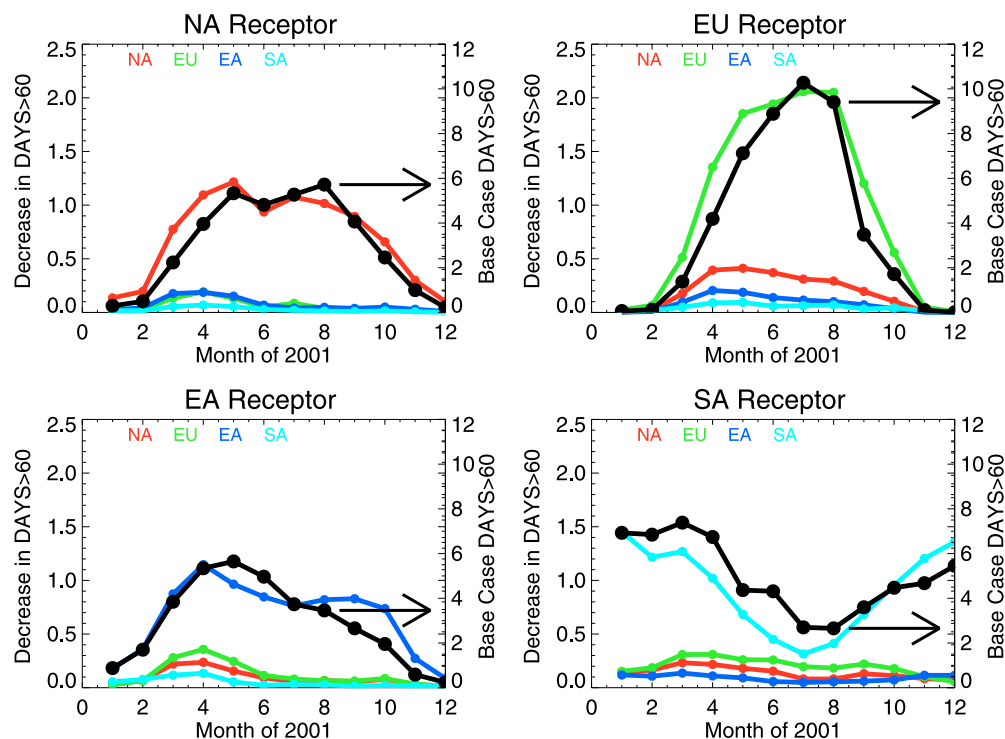 NA Receptor
NA EU EA SA
2.5
2.0
1.5
1.0
0.5
0.0
Decrease in DAYS>60
0 2 4 6 8 10 12
Month of 2001
12
10
8
6
4
2
0
Base Case DAYS>60
EU Receptor
NA EU EA SA
2.5
2.0
1.5
1.0
0.5
0.0
Decrease in DAYS>60
0 2 4 6 8 10 12
Month of 2001
12
10
8
6
4
2
0
Base Case DAYS>60
EA Receptor
NA EU EA SA
2.5
2.0
1.5
1.0
0.5
0.0
Decrease in DAYS>60
0 2 4 6 8 10 12
Month of 2001
12
10
8
6
4
2
0
Base Case DAYS>60
SA Receptor
NA EU EA SA
2.5
2.0
1.5
1.0
0.5
0.0
Decrease in DAYS>60
0 2 4 6 8 10 12
Month of 2001
12
10
8
6
4
2
0
Base Case DAYS>60